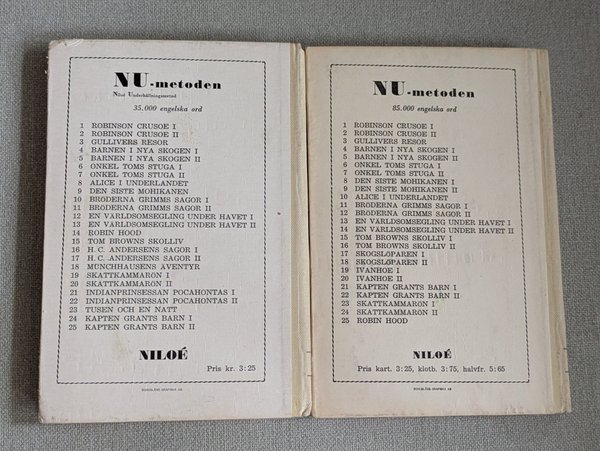 NU-metoden
Niloé Underhållningsmetod
35.000 engelska ord
1 ROBINSON CRUSOE I
2 ROBINSON CRUSOE II
3 GULLIVERS RESOR
4 BARNEN I NYA SKOGEN I
5 BARNEN I NYA SKOGEN II
6 ONKEL TOMS STUGA I
7 ONKEL TOMS STUGA II
8 ALICE I UNDERLANDET
9 DEN SISTE MOHIKANEN
10 BRÖDERNA GRIMMS SAGOR I
11 BRÖDERNA GRIMMS SAGOR II
12 EN VÄRLDSOMSEGLING UNDER HAVET I
13 EN VÄRLDSOMSEGLING UNDER HAVET II
14 ROBIN HOOD
15 TOM BROWNS SKOLLIV
16 H. C. ANDERSENS SAGOR I
17 H. C. ANDERSENS SAGOR II
18 MÜNCHHAUSENS ÄVENTYR
19 SKATTKAMMARÖN I
20 SKATTKAMMARÖN II
21 INDIANPRINSESSAN POCAHONTAS I
22 INDIANPRINSESSAN POCAHONTAS II
23 TUSEN OCH EN NATT
24 KAPTEN GRANTS BARN I
25 KAPTEN GRANTS BARN II
NILOÉ
Pris kr. 3:25
NU-metoden
85.000 engelska ord
1 ROBINSON CRUSOE I
2 ROBINSON CRUSOE II
3 GULLIVERS RESOR
4 BARNEN I NYA SKOGEN I
5 BARNEN I NYA SKOGEN II
6 ONKEL TOMS STUGA I
7 ONKEL TOMS STUGA II
8 DEN SISTE MOHIKANEN I
9 DEN SISTE MOHIKANEN II
10 ALICE I UNDERLANDET
11 BRÖDERNA GRIMMS SAGOR I
12 BRÖDERNA GRIMMS SAGOR II
13 EN VÄRLDSOMSEGLING UNDER HAVET I
14 EN VÄRLDSOMSEGLING UNDER HAVET II
15 TOM BROWNS SKOLLIV I
16 TOM BROWNS SKOLLIV II
17 SKOGSLÖPAREN I
18 SKOGSLÖPAREN II
19 IVANHOE I
20 IVANHOE II
21 KAPTEN GRANTS BARN I
22 KAPTEN GRANTS BARN II
23 SKATTKAMMARÖN I
24 SKATTKAMMARÖN II
25 ROBIN HOOD
NILOÉ
Pris kart. 3:25, klotb. 3:75, halvfr. 5:65